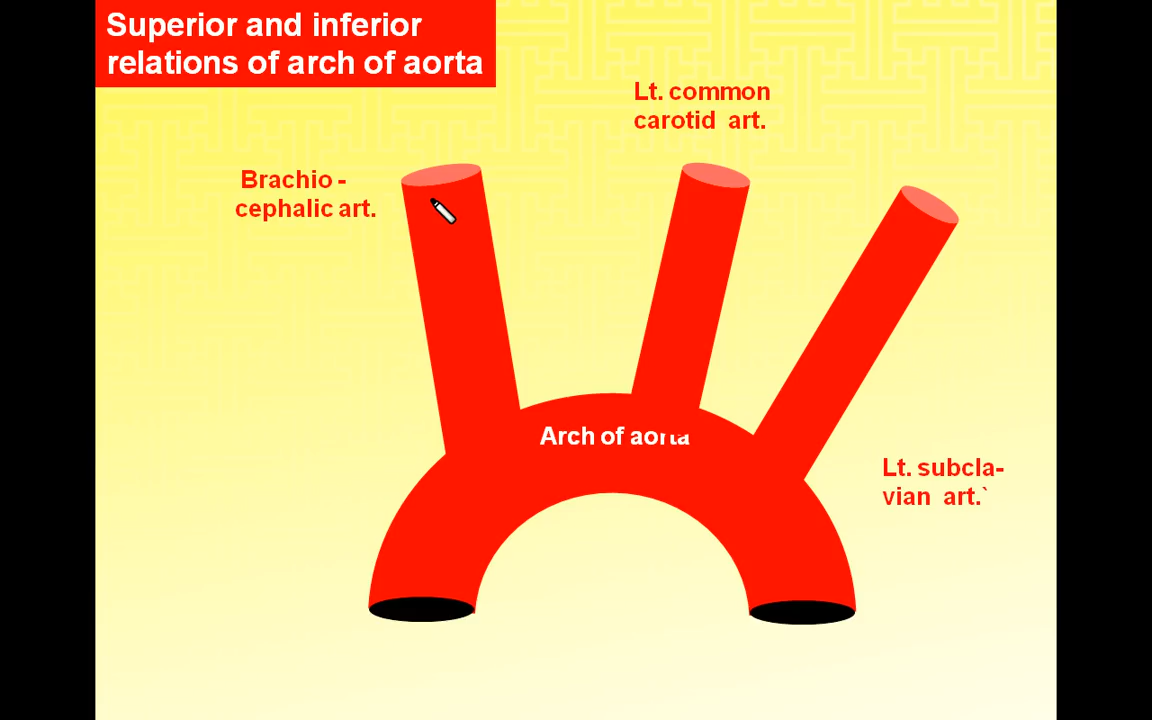 Superior and inferior
relations of arch of aorta
Lt. common
carotid art.
Brachio -
cephalic art.
Arch of aorta
Lt. subcla-
vian art.`